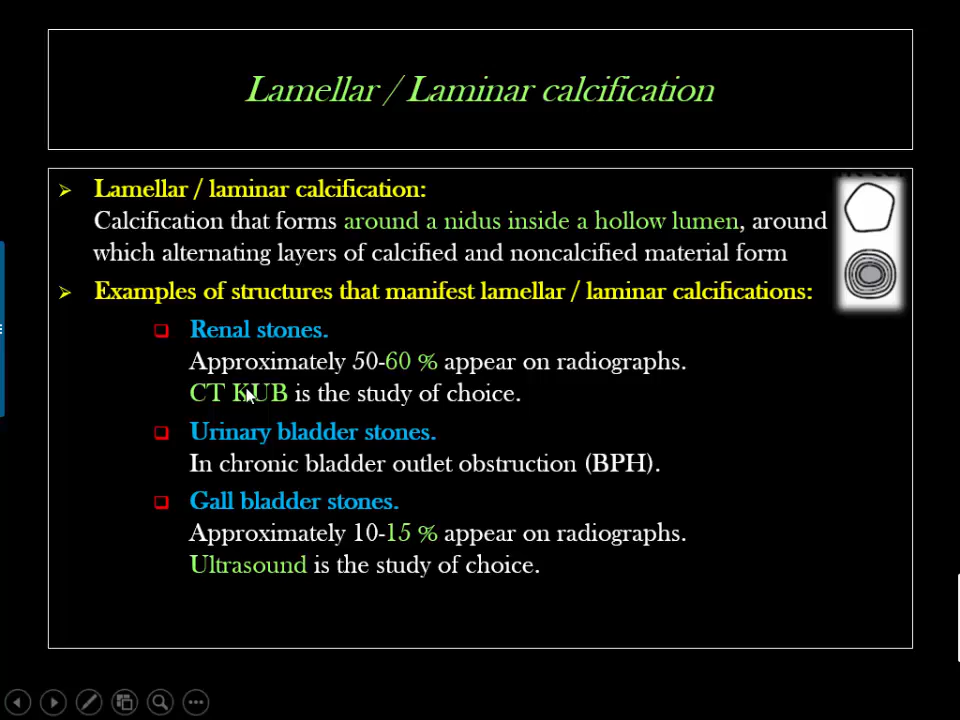 Lamellar / Laminar calcification
Lamellar / laminar calcification:
Calcification that forms around a nidus inside a hollow lumen, around
which alternating layers of calcified and noncalcified material form
Examples of structures that manifest lamellar / laminar calcifications:
Renal stones.
Approximately 50-60 % appear on radiographs.
CT KUB is the study of choice.
Urinary bladder stones.
In chronic bladder outlet obstruction (BPH).
Gall bladder stones.
Approximately 10-15 % appear on radiographs.
Ultrasound is the study of choice.